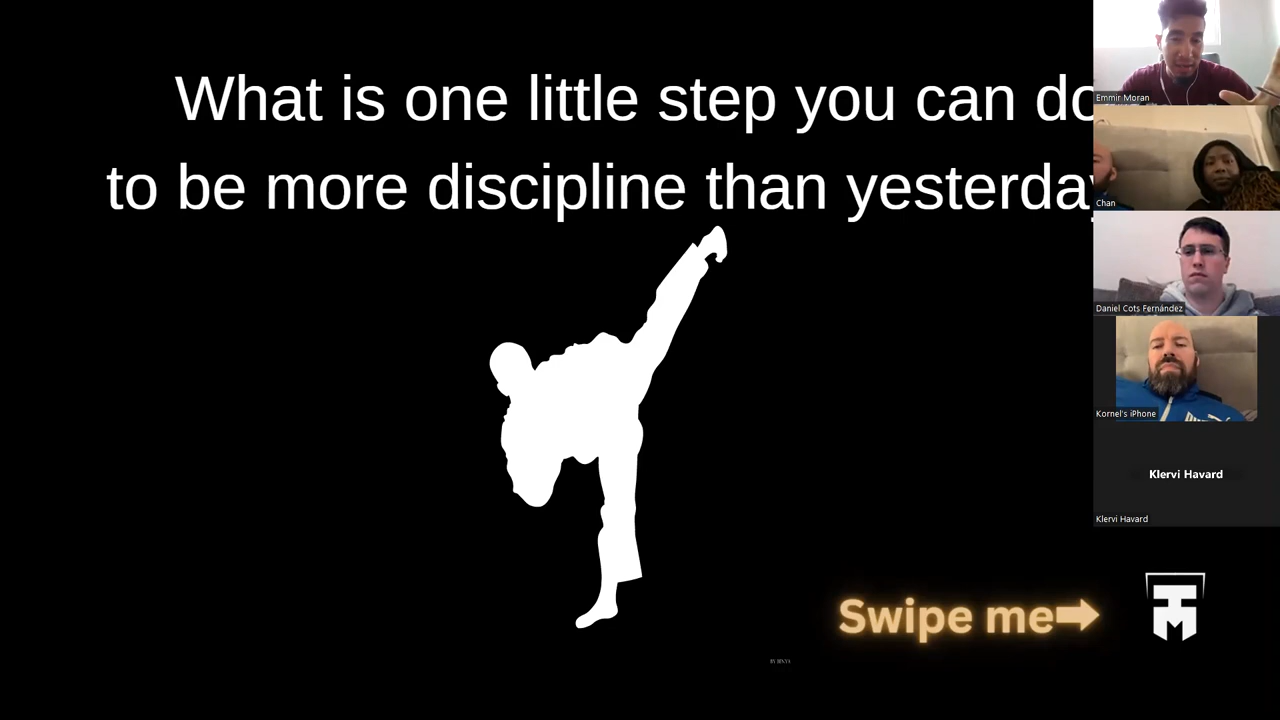 What is one little step you can do
to be more discipline than yesterday
Swipe me
Emmir Moran
Chan
Daniel Cots Fernández
Kornel's iPhone
Klervi Havard
Klervi Havard